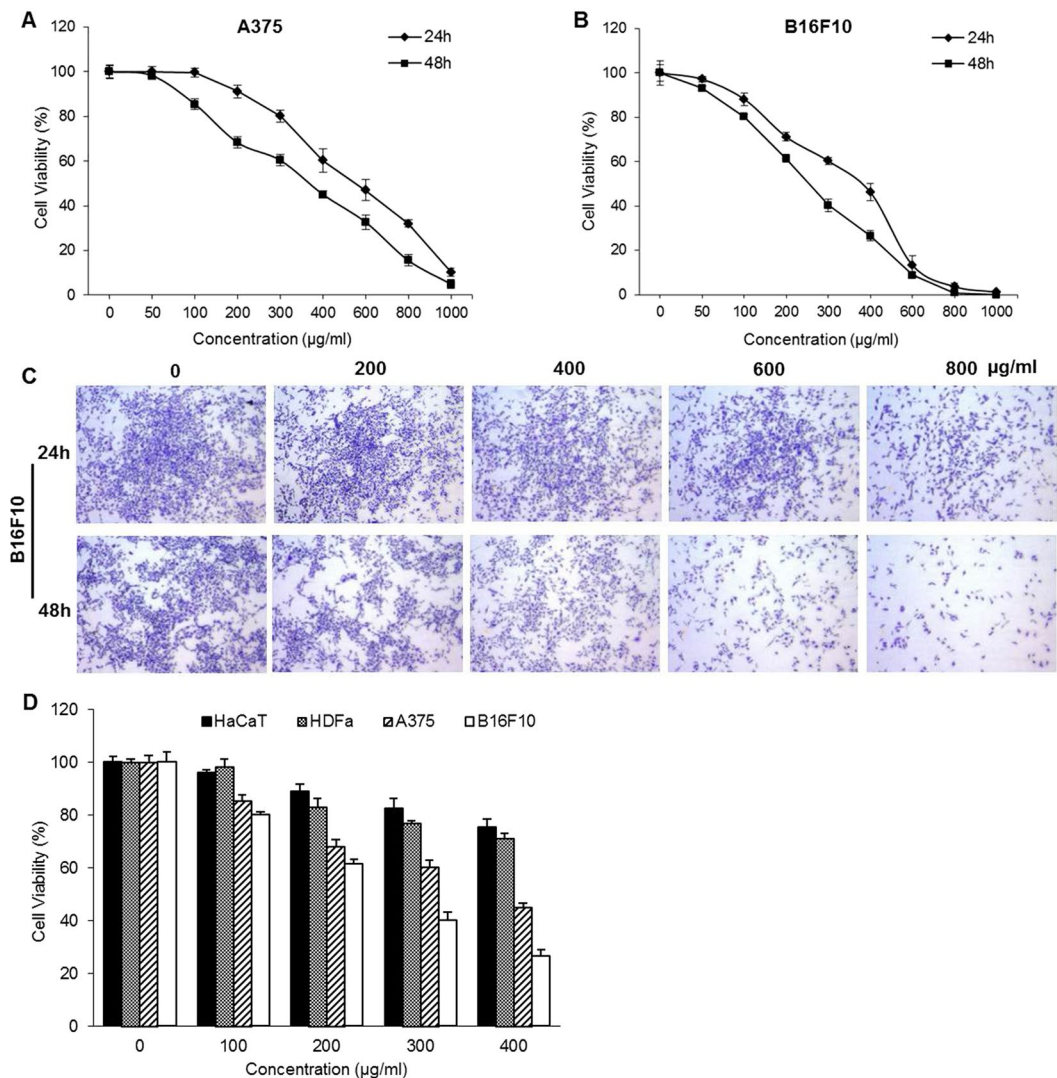 A
A375
24h
48h
120
100
80
60
40
20
0
Cell Viability (%)
0 50 100 200 300 400 600 800 1000
Concentration (µg/ml)
B
B16F10
24h
48h
120
100
80
60
40
20
0
Cell Viability (%)
0 50 100 200 300 400 600 800 1000
Concentration (µg/ml)
C
0 200 400 600 800 µg/ml
24h
B16F10
48h
D
HaCaT HDFa A375 B16F10
120
100
80
60
40
20
0
Cell Viability (%)
0 100 200 300 400
Concentration (µg/ml)